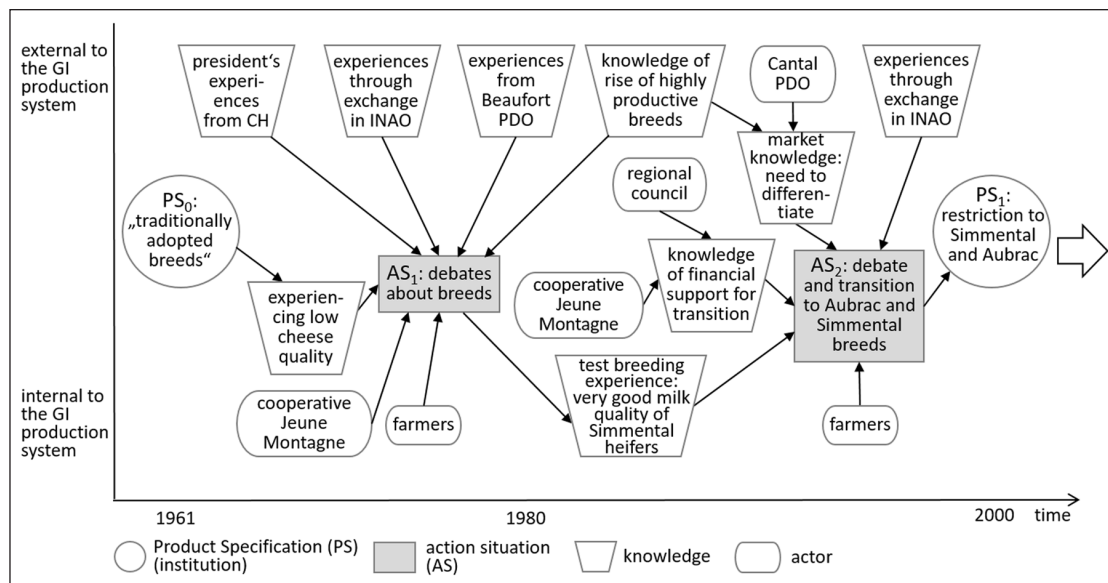 external to
the GI
production
system
president's
experi-
ences
from CH
experiences
through
exchange
in INAO
experiences
from
Beaufort
PDO
knowledge of
rise of highly
productive
breeds
Cantal
PDO
experiences
through
exchange
in INAO
market
knowledge:
need to
differen-
tiate
regional
council
PS0:
„traditionally
adopted
breeds“
PS1:
restriction to
Simmental
and Aubrac
knowledge
of financial
support for
transition
AS1: debates
about breeds
AS2: debate
and transition
to Aubrac and
Simmental
breeds
cooperative
Jeune
Montagne
experien-
cing low
cheese
quality
test breeding
experience:
very good milk
quality of
Simmental
heifers
internal to
the GI
production
system
cooperative
Jeune
Montagne
farmers
farmers
1961
1980
2000
time
Product Specification (PS)
(institution)
action situation
(AS)
knowledge
actor